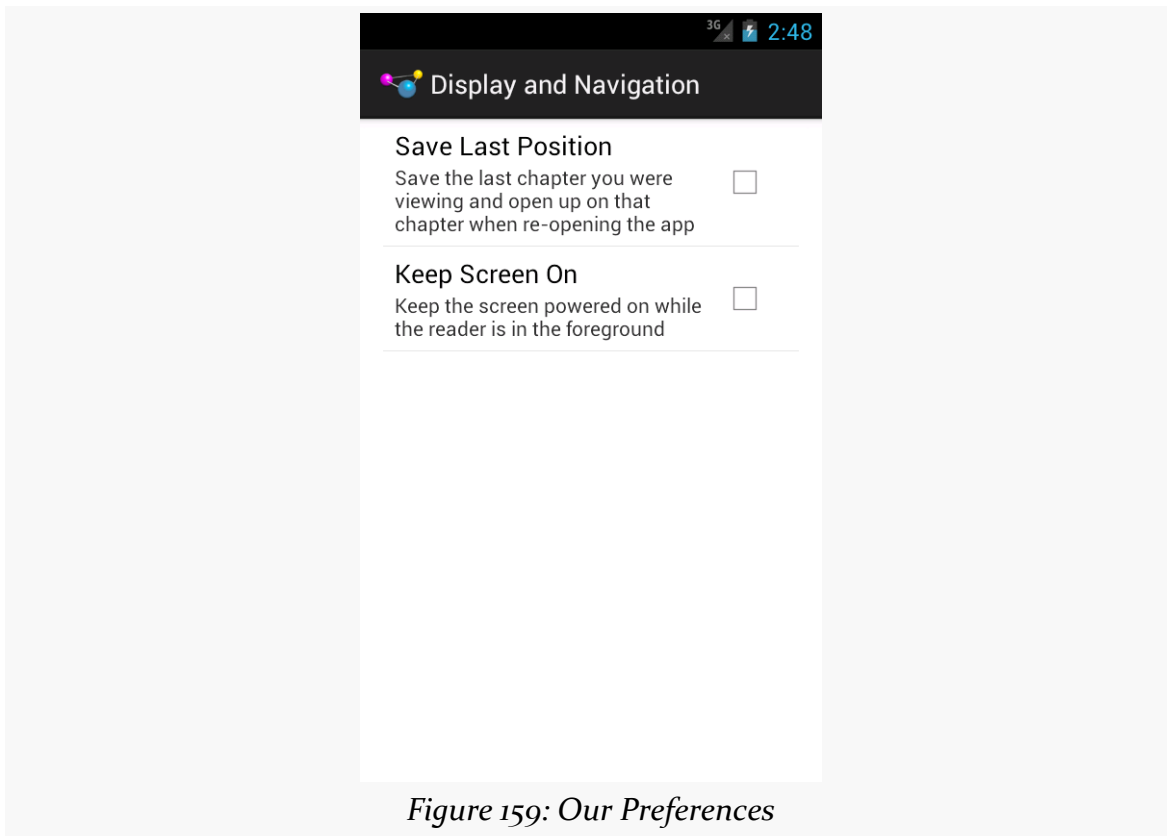 3G 2:48
Display and Navigation
Save Last Position
Save the last chapter you were
viewing and open up on that
chapter when re-opening the app
Keep Screen On
Keep the screen powered on while
the reader is in the foreground
Figure 159: Our Preferences